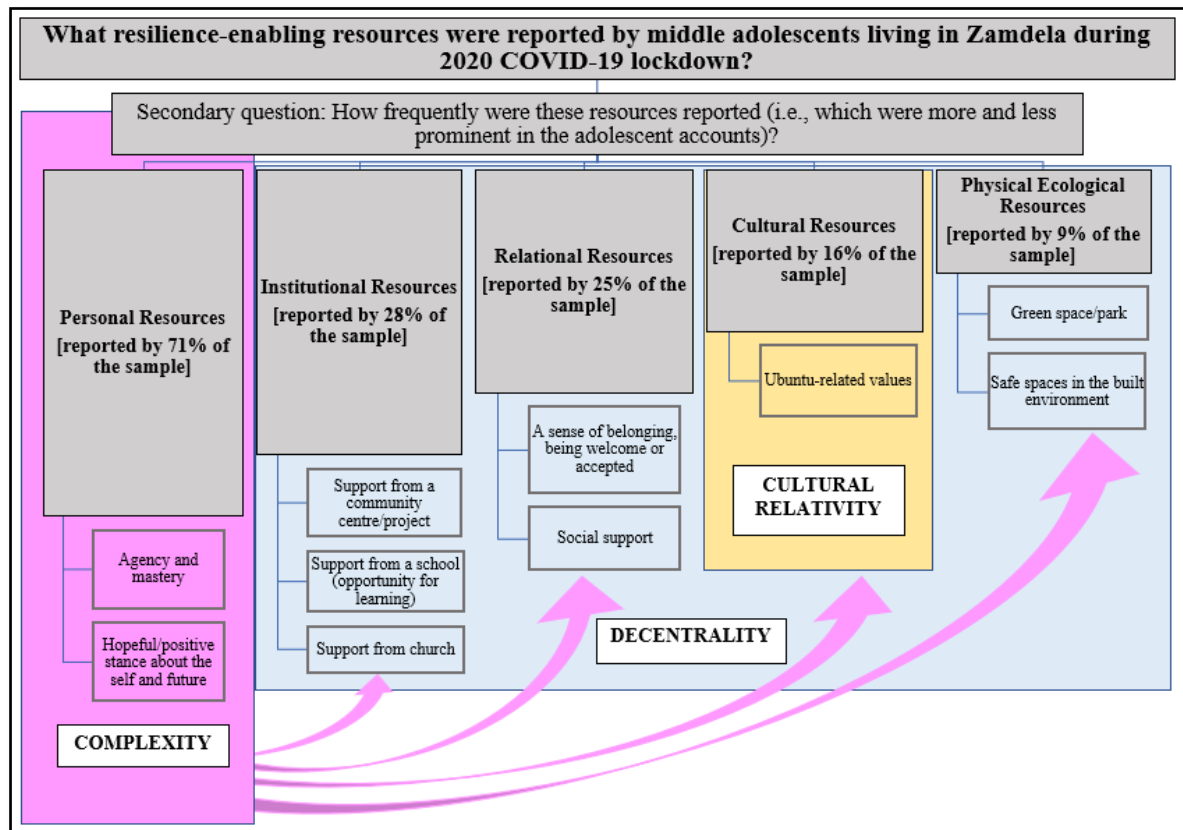 What resilience-enabling resources were reported by middle adolescents living in Zamdela during
2020 COVID-19 lockdown?
Secondary question: How frequently were these resources reported (i.e., which were more and less
prominent in the adolescent accounts)?
Personal Resources
[reported by 71% of
the sample]
Agency and
mastery
Hopeful/positive
stance about the
self and future
COMPLEXITY
Institutional Resources
[reported by 28% of
the sample]
Support from a
community
centre/project
Support from a school
(opportunity for
learning)
Support from church
Relational Resources
[reported by 25% of the
sample]
A sense of belonging,
being welcome or
accepted
Social support
DECENTRALITY
Cultural Resources
[reported by 16% of the
sample]
Ubuntu-related values
CULTURAL
RELATIVITY
Physical Ecological
Resources
[reported by 9% of the
sample]
Green space/park
Safe spaces in the built
environment